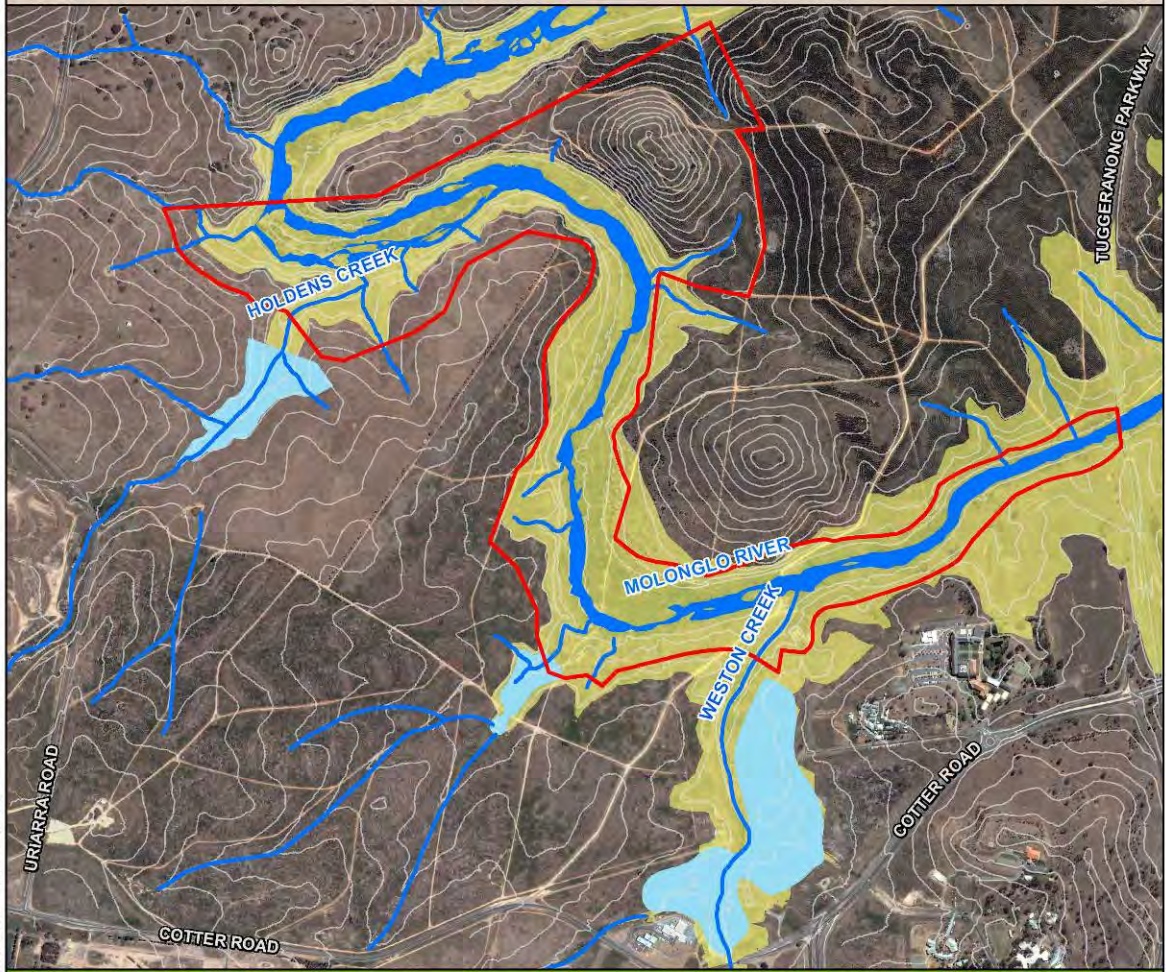 TUGGERANONG PARKWAY
HOLDENS CREEK
MOLONGLO RIVER
WESTON CREEK
COTTER ROAD
URIARRA ROAD
COTTER ROAD